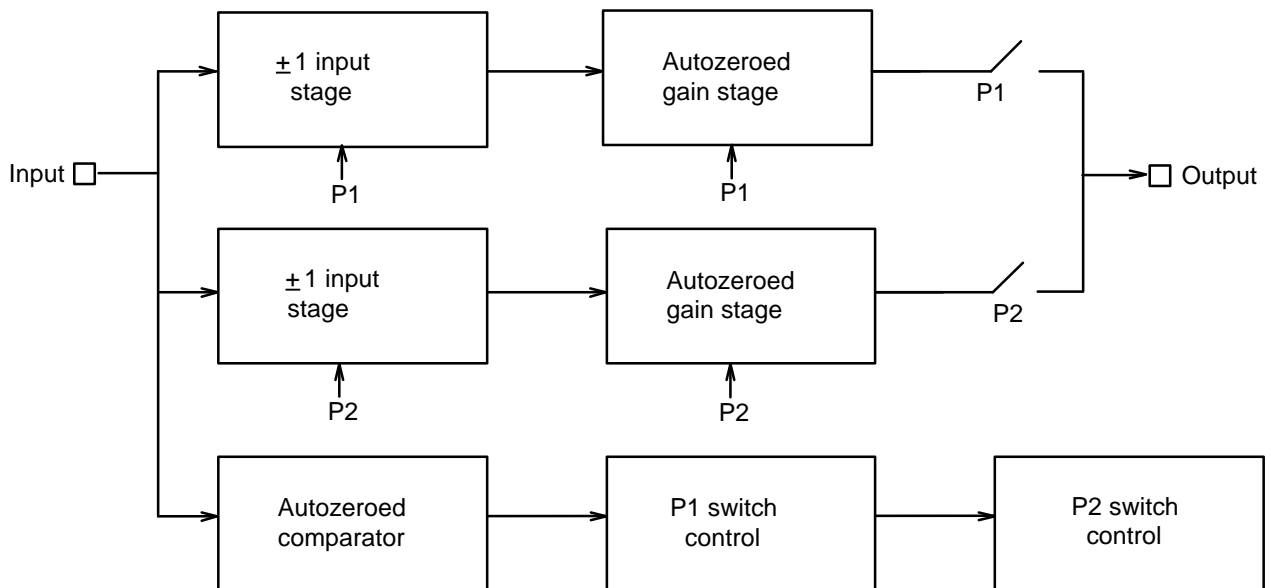 ± 1 input
stage
Autozeroed
gain stage
P1
P1
P1
Input
Output
± 1 input
stage
Autozeroed
gain stage
P2
P2
P2
Autozeroed
comparator
P1 switch
control
P2 switch
control